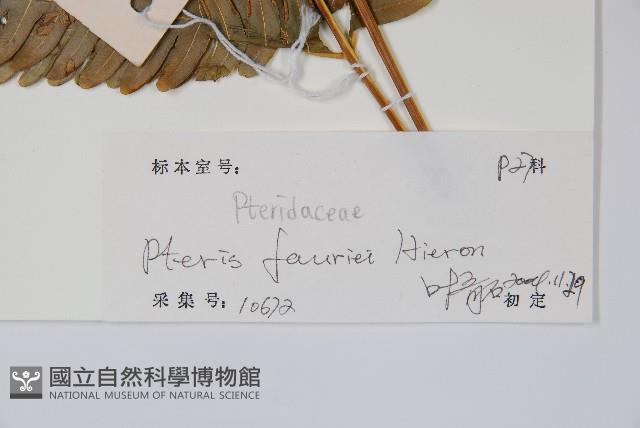 标本室号: P27科
Pteridaceae
Pteris fauriei Hieron
2004.11.29
采集号: 10672 初定
國立自然科學博物館
NATIONAL MUSEUM OF NATURAL SCIENCE